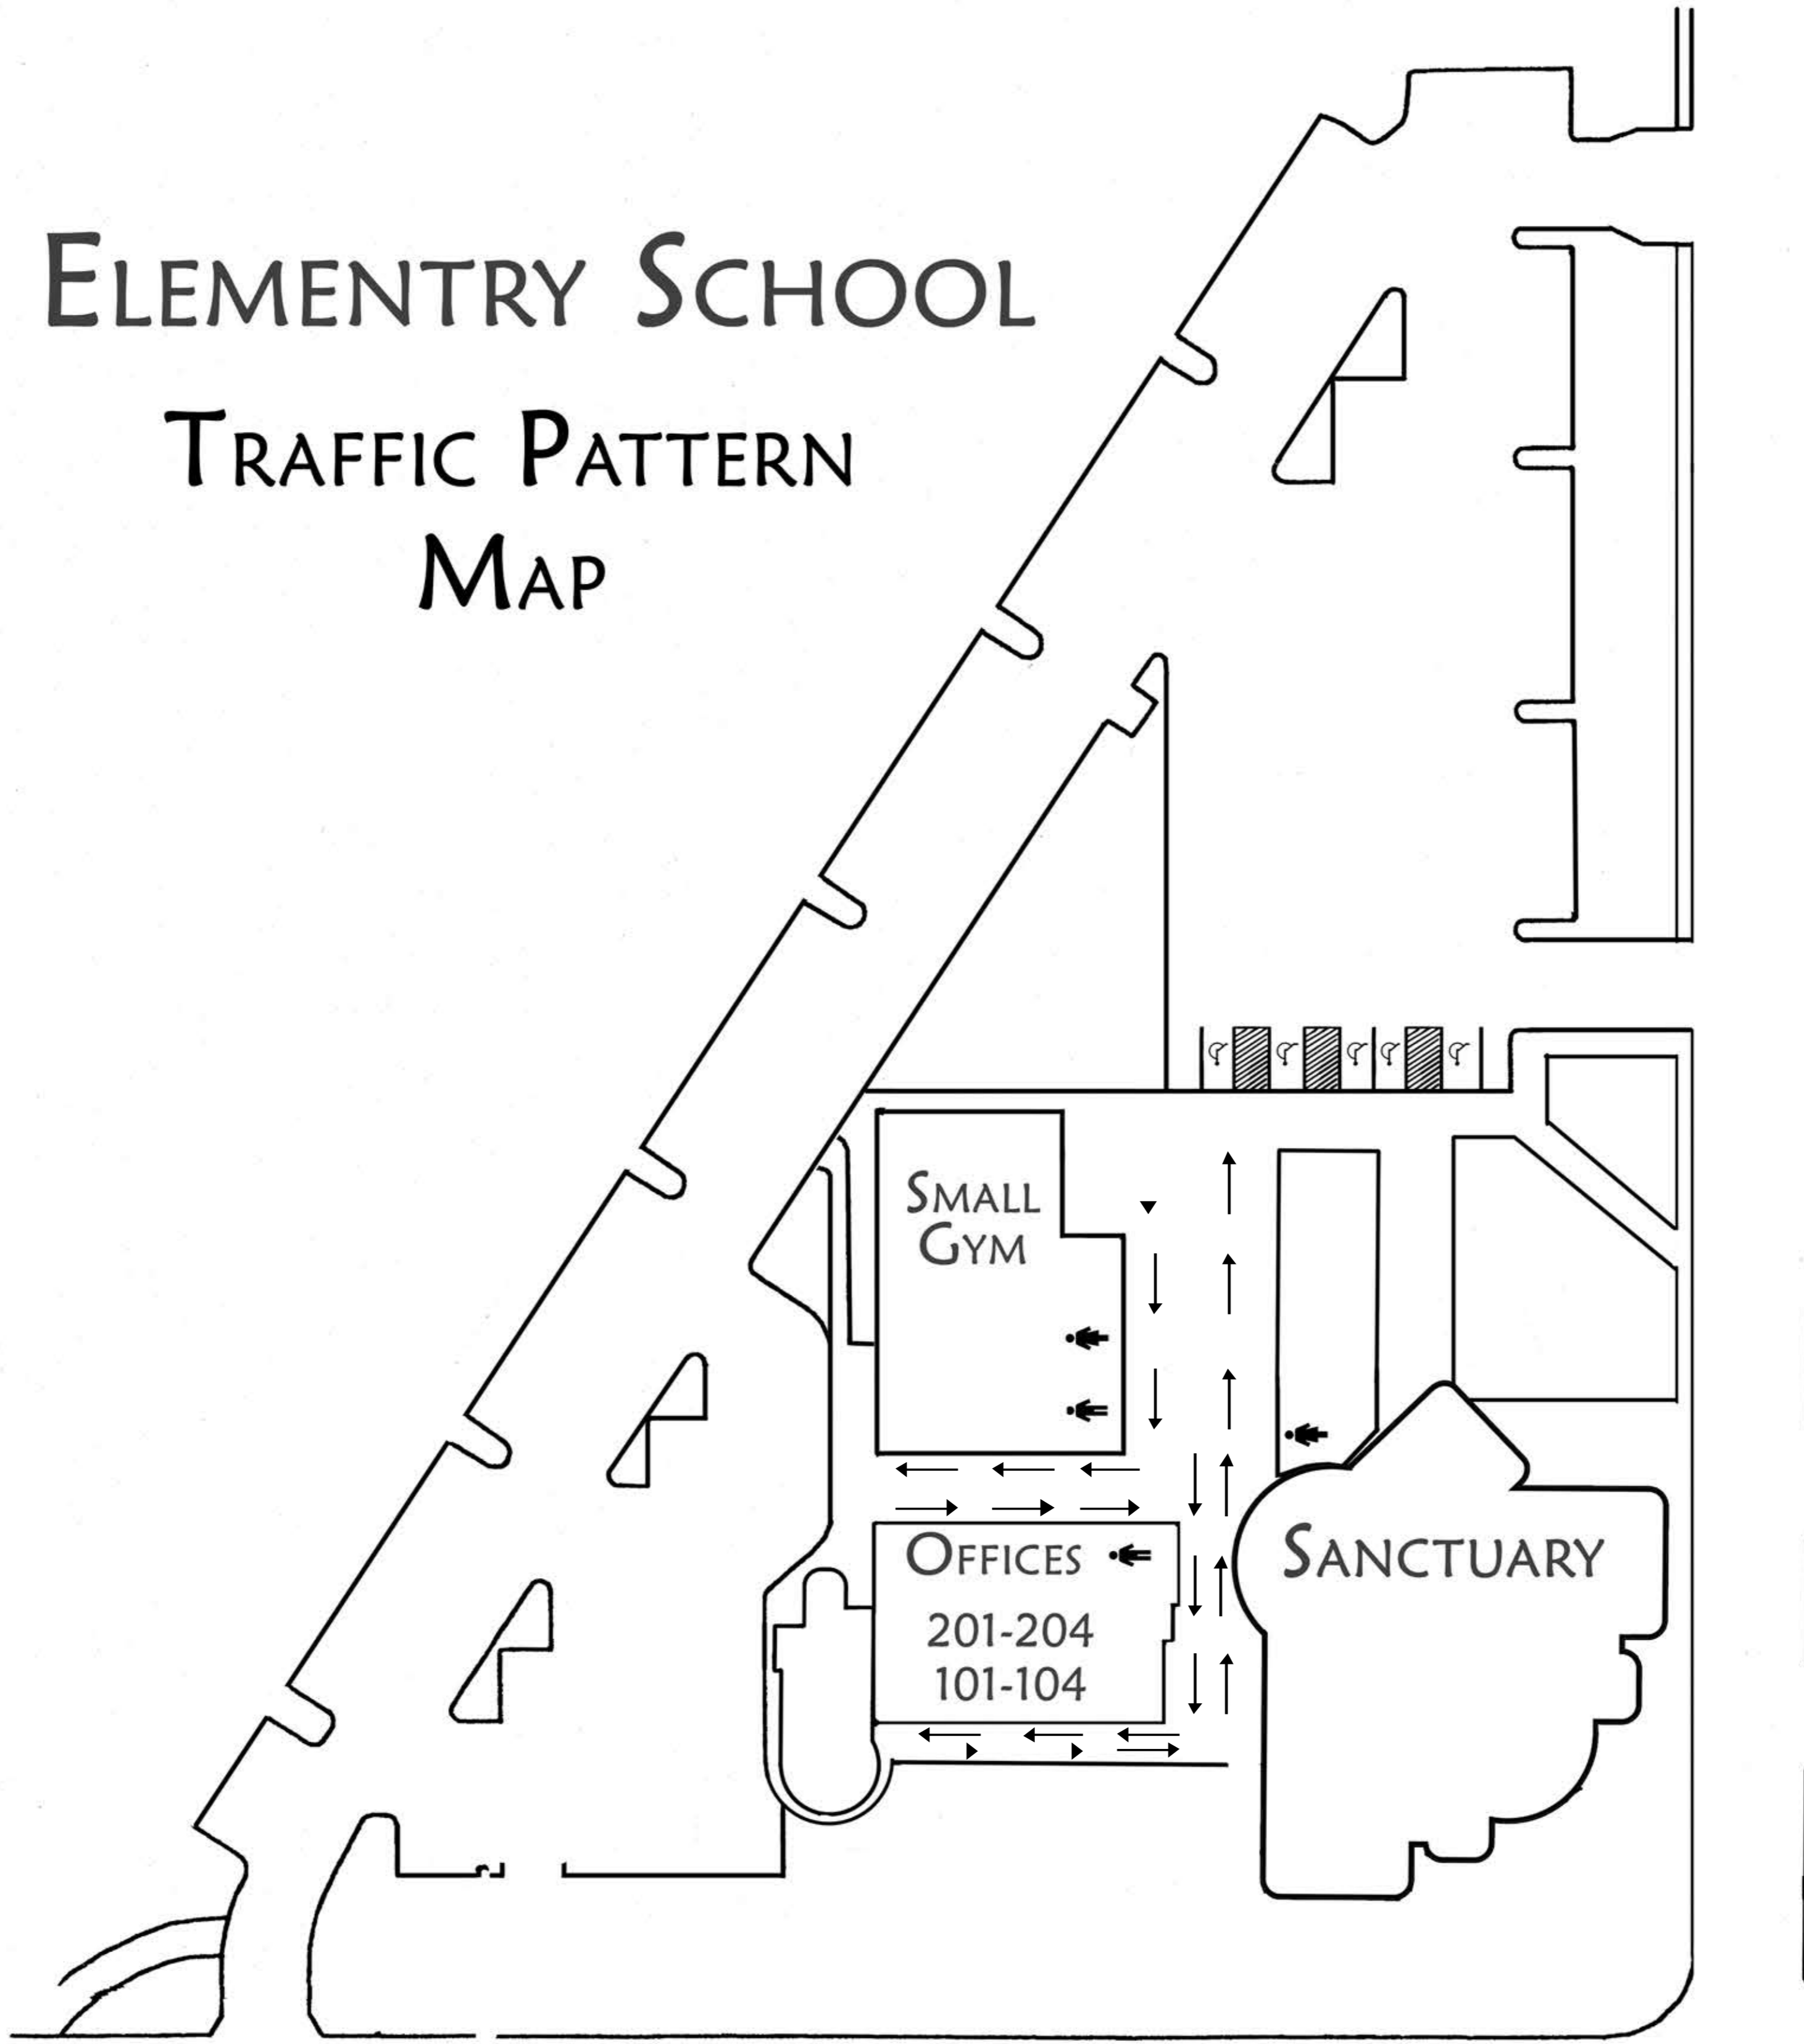 ELEMENTRY SCHOOL
TRAFFIC PATTERN
MAP
SMALL
GYM
OFFICES
201-204
101-104
SANCTUARY